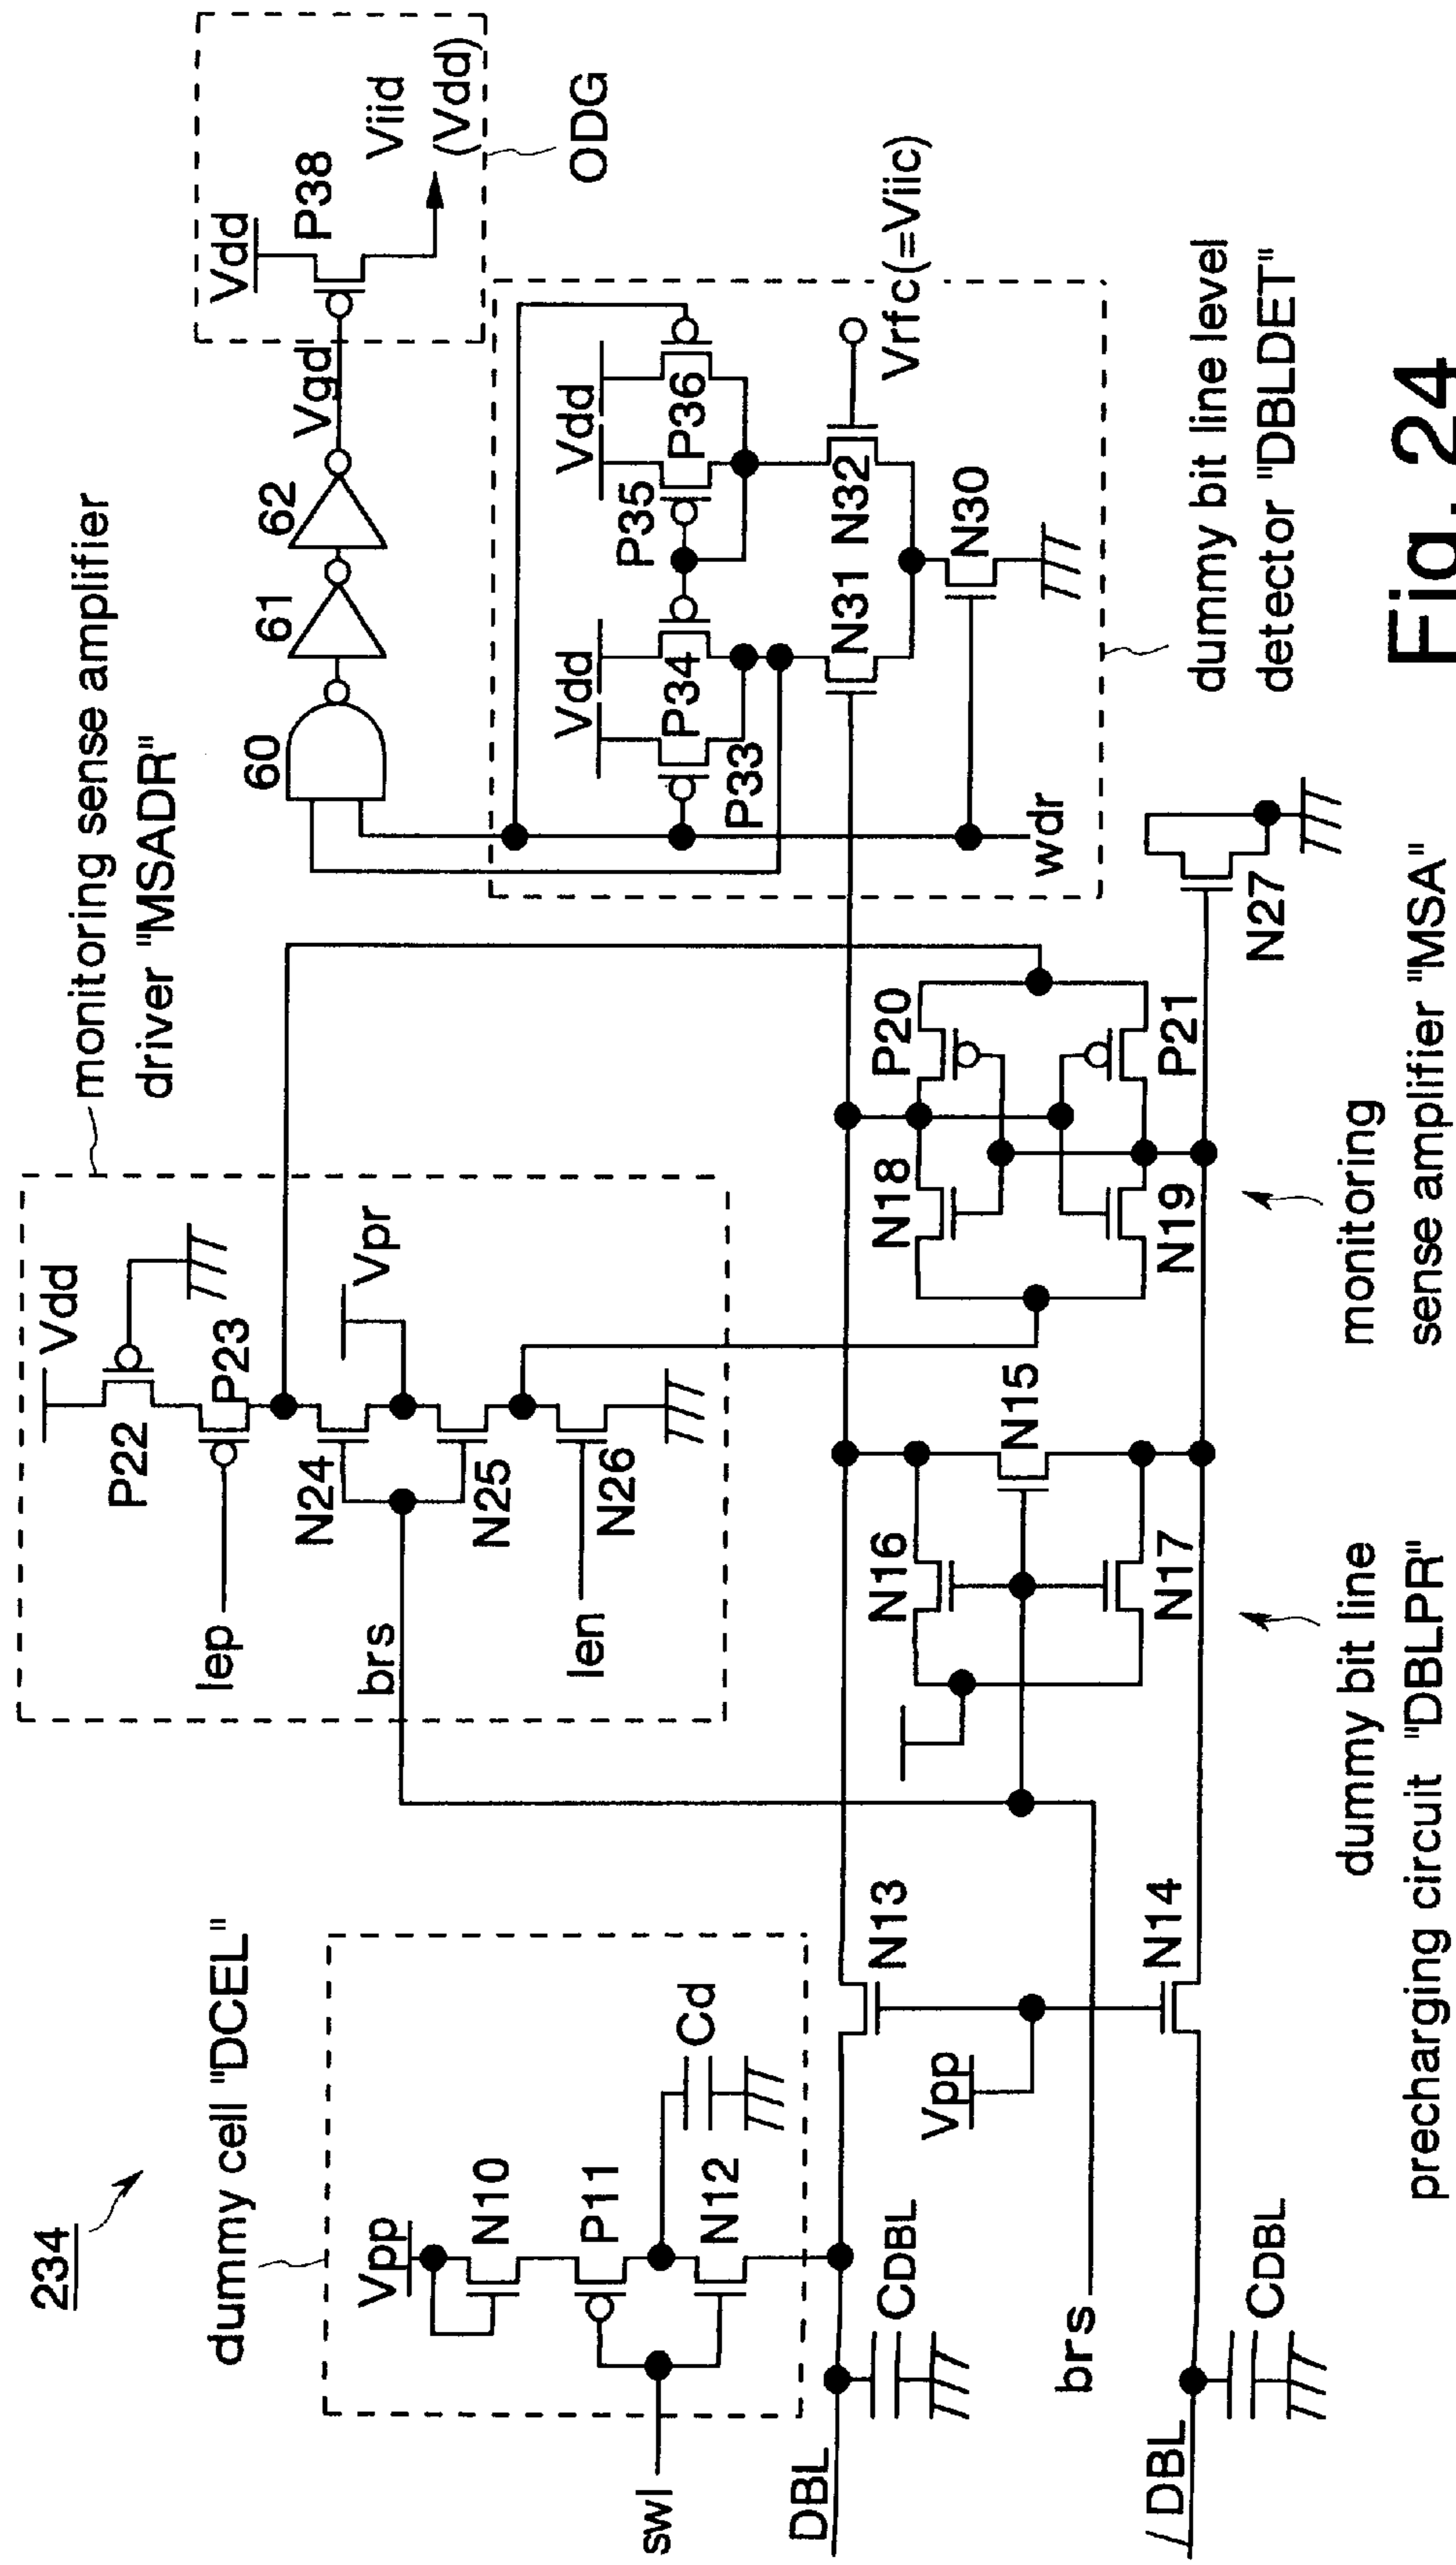 234
dummy cell "DCEL"
Vpp
N10
P11
N12
Cd
swl
DBL
CDBL
/ DBL
CDBL
brs
Vpp
N13
N14
monitoring sense amplifier
driver "MSADR"
Vdd
P22
P23
lep
N24
Vpr
brs
N25
len
N26
N16
N15
N17
dummy bit line
precharging circuit "DBLPR"
N18
P20
N19
P21
monitoring
sense amplifier "MSA"
N27
60
61
62
Vgd
Vdd
P38
Viid
(Vdd)
ODG
Vdd
P34
P33
Vdd
P35
P36
N31
N32
N30
Vrfc(=Viic)
wdr
dummy bit line level
detector "DBLDET"
Fig. 24